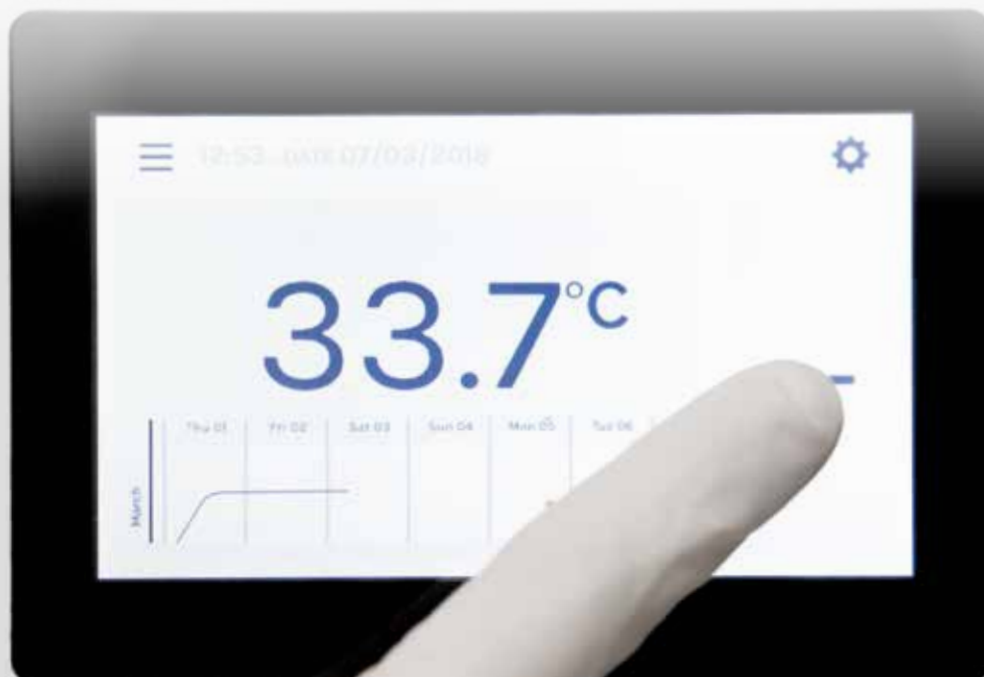 12:53 DATE 07/03/2018
33.7°C
Thu 01 Fri 02 Sat 03 Sun 04 Mon 05 Tue 06
March